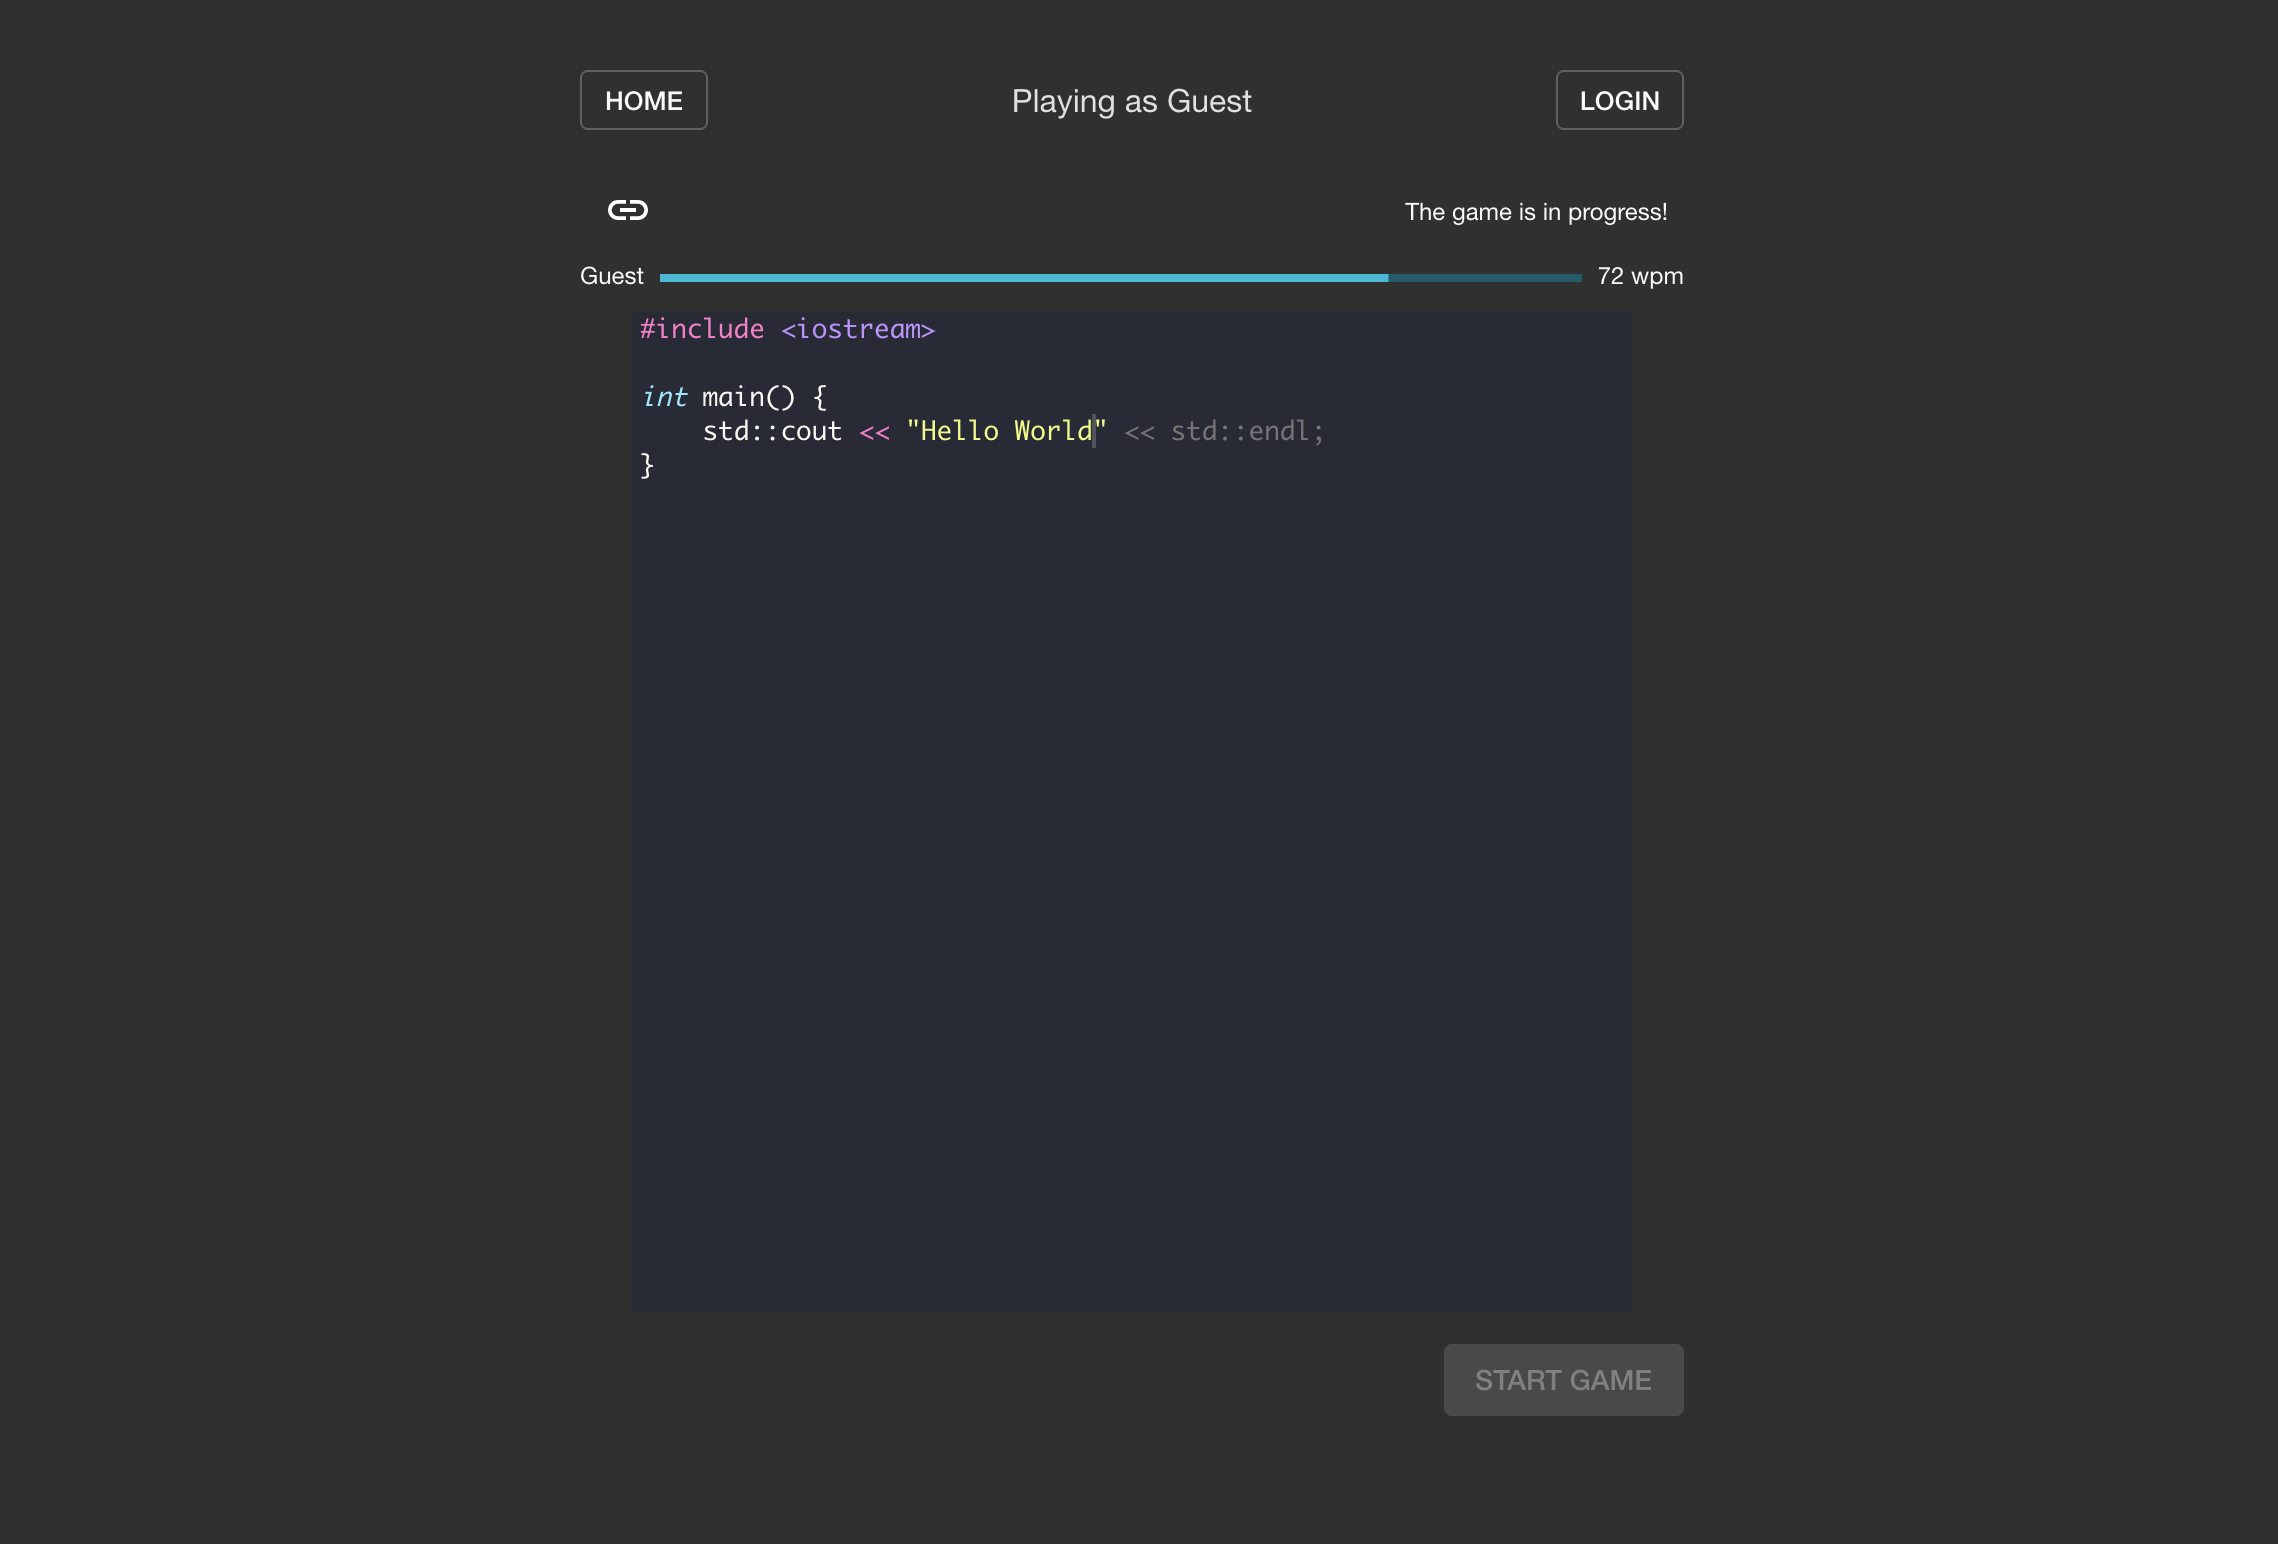 HOME Playing as Guest LOGIN
The game is in progress!
Guest 72 wpm
#include <iostream>
int main() {
    std::cout << "Hello World" << std::endl;
}
START GAME